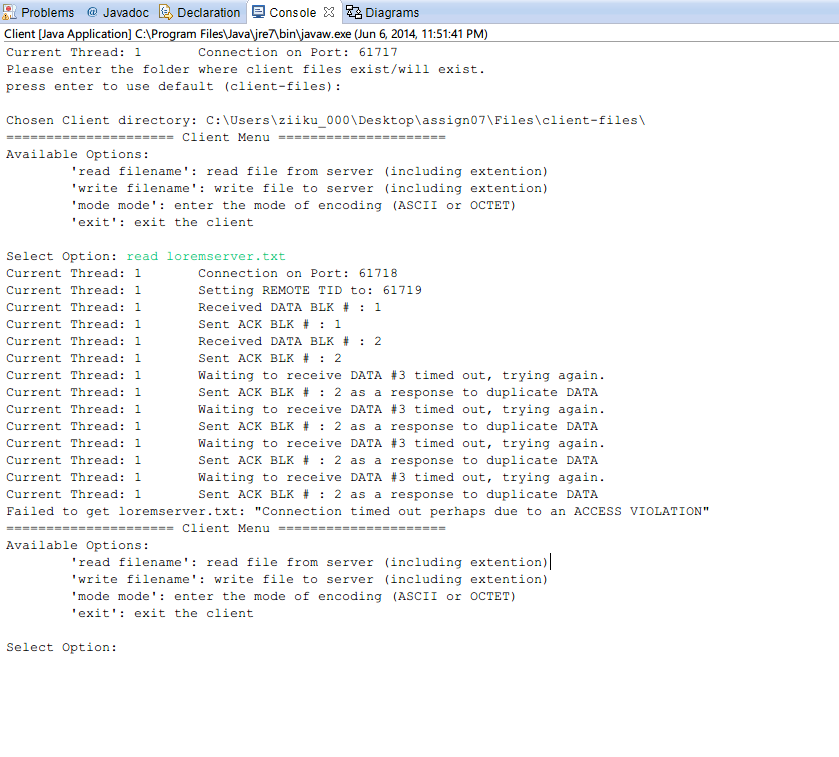 Problems @ Javadoc Declaration Console Diagrams
Client [Java Application] C:\Program Files\Java\jre7\bin\javaw.exe (Jun 6, 2014, 11:51:41 PM)
Current Thread: 1 Connection on Port: 61717
Please enter the folder where client files exist/will exist.
press enter to use default (client-files):
Chosen Client directory: C:\Users\ziiku_000\Desktop\assign07\Files\client-files\
===================== Client Menu =====================
Available Options:
'read filename': read file from server (including extention)
'write filename': write file to server (including extention)
'mode mode': enter the mode of encoding (ASCII or OCTET)
'exit': exit the client
Select Option: read loremserver.txt
Current Thread: 1 Connection on Port: 61718
Current Thread: 1 Setting REMOTE TID to: 61719
Current Thread: 1 Received DATA BLK # : 1
Current Thread: 1 Sent ACK BLK # : 1
Current Thread: 1 Received DATA BLK # : 2
Current Thread: 1 Sent ACK BLK # : 2
Current Thread: 1 Waiting to receive DATA #3 timed out, trying again.
Current Thread: 1 Sent ACK BLK # : 2 as a response to duplicate DATA
Current Thread: 1 Waiting to receive DATA #3 timed out, trying again.
Current Thread: 1 Sent ACK BLK # : 2 as a response to duplicate DATA
Current Thread: 1 Waiting to receive DATA #3 timed out, trying again.
Current Thread: 1 Sent ACK BLK # : 2 as a response to duplicate DATA
Current Thread: 1 Waiting to receive DATA #3 timed out, trying again.
Current Thread: 1 Sent ACK BLK # : 2 as a response to duplicate DATA
Failed to get loremserver.txt: "Connection timed out perhaps due to an ACCESS VIOLATION"
===================== Client Menu =====================
Available Options:
'read filename': read file from server (including extention)
'write filename': write file to server (including extention)
'mode mode': enter the mode of encoding (ASCII or OCTET)
'exit': exit the client
Select Option: